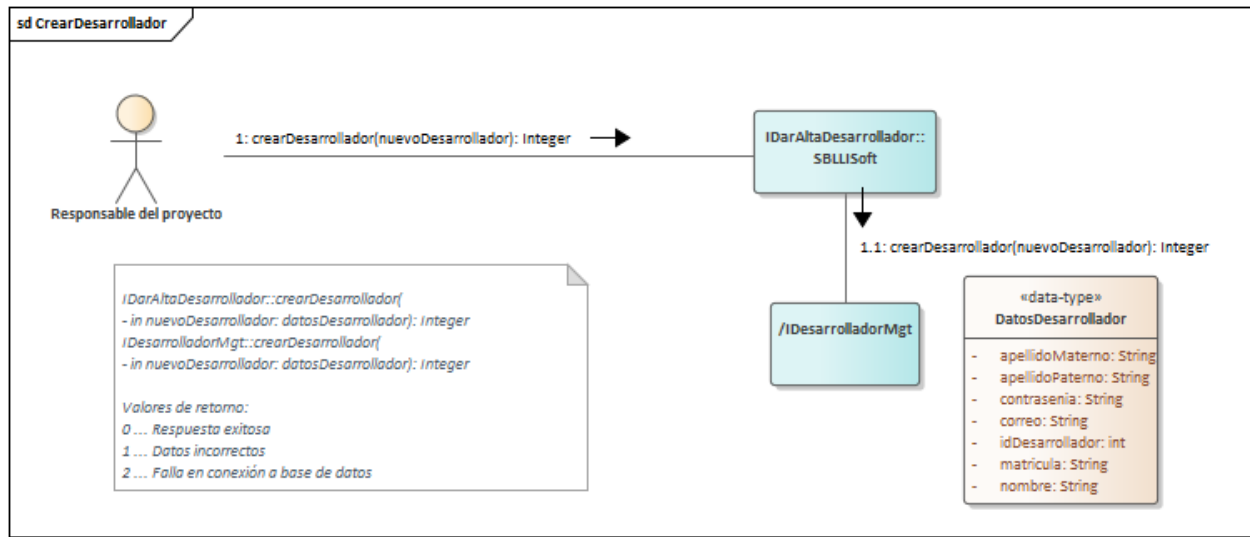 sd CrearDesarrollador
1: crearDesarrollador(nuevoDesarrollador): Integer
IDarAltaDesarrollador::
SBLLISoft
Responsable del proyecto
1.1: crearDesarrollador(nuevoDesarrollador): Integer
IDarAltaDesarrollador::crearDesarrollador(
- in nuevoDesarrollador: datosDesarrollador): Integer
IDesarrolladorMgt::crearDesarrollador(
- in nuevoDesarrollador: datosDesarrollador): Integer
Valores de retorno:
0 ... Respuesta exitosa
1 ... Datos incorrectos
2 ... Falla en conexión a base de datos
/IDesarrolladorMgt
«data-type»
DatosDesarrollador
- apellidoMaterno: String
- apellidoPaterno: String
- contrasenia: String
- correo: String
- idDesarrollador: int
- matricula: String
- nombre: String